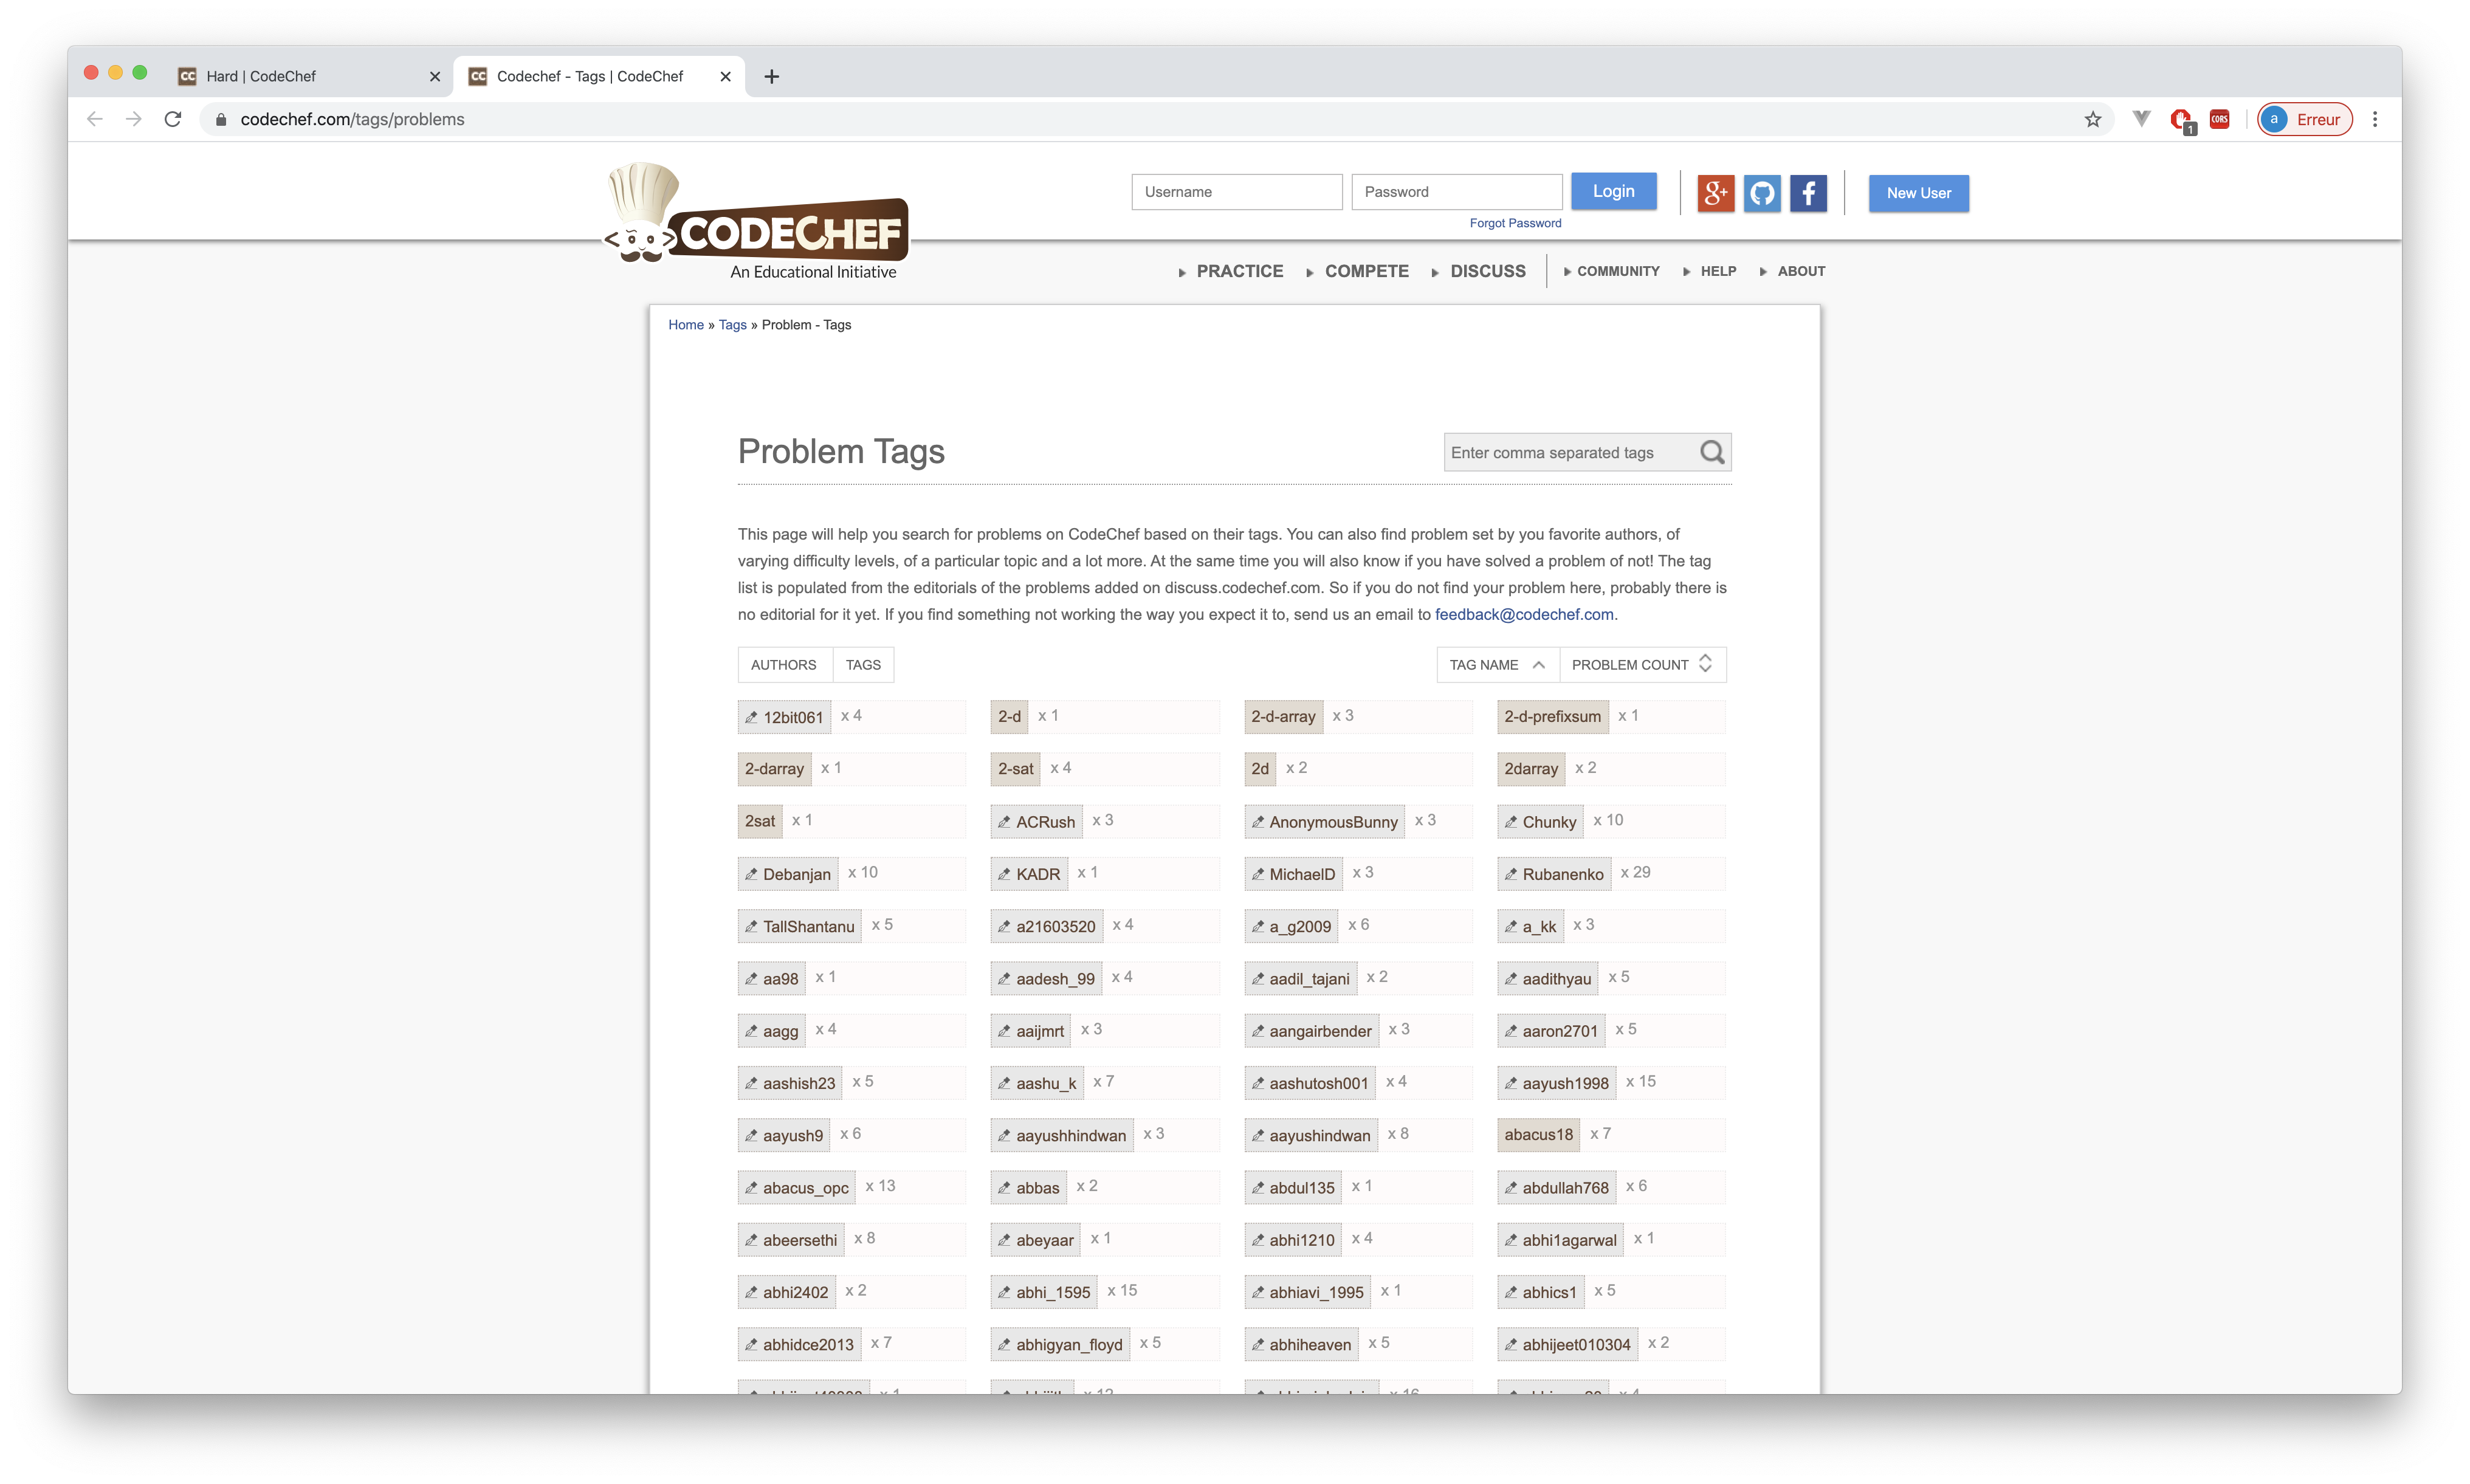 Hard | CodeChef
Codechef - Tags | CodeChef
codechef.com/tags/problems
1
CORS
a Erreur
Username
Password
Login
New User
Forgot Password
CODECHEF
An Educational Initiative
PRACTICE COMPETE DISCUSS COMMUNITY HELP ABOUT
Home » Tags » Problem - Tags
Problem Tags
Enter comma separated tags
This page will help you search for problems on CodeChef based on their tags. You can also find problem set by you favorite authors, of
varying difficulty levels, of a particular topic and a lot more. At the same time you will also know if you have solved a problem of not! The tag
list is populated from the editorials of the problems added on discuss.codechef.com. So if you do not find your problem here, probably there is
no editorial for it yet. If you find something not working the way you expect it to, send us an email to feedback@codechef.com.
AUTHORS TAGS TAG NAME PROBLEM COUNT
12bit061 x 4 2-d x 1 2-d-array x 3 2-d-prefixsum x 1
2-darray x 1 2-sat x 4 2d x 2 2darray x 2
2sat x 1 ACRush x 3 AnonymousBunny x 3 Chunky x 10
Debanjan x 10 KADR x 1 MichaelD x 3 Rubanenko x 29
TallShantanu x 5 a21603520 x 4 a_g2009 x 6 a_kk x 3
aa98 x 1 aadesh_99 x 4 aadil_tajani x 2 aadithyau x 5
aagg x 4 aaijmrt x 3 aangairbender x 3 aaron2701 x 5
aashish23 x 5 aashu_k x 7 aashutosh001 x 4 aayush1998 x 15
aayush9 x 6 aayushhindwan x 3 aayushindwan x 8 abacus18 x 7
abacus_opc x 13 abbas x 2 abdul135 x 1 abdullah768 x 6
abeersethi x 8 abeyaar x 1 abhi1210 x 4 abhi1agarwal x 1
abhi2402 x 2 abhi_1595 x 15 abhiavi_1995 x 1 abhics1 x 5
abhidce2013 x 7 abhigyan_floyd x 5 abhiheaven x 5 abhijeet010304 x 2